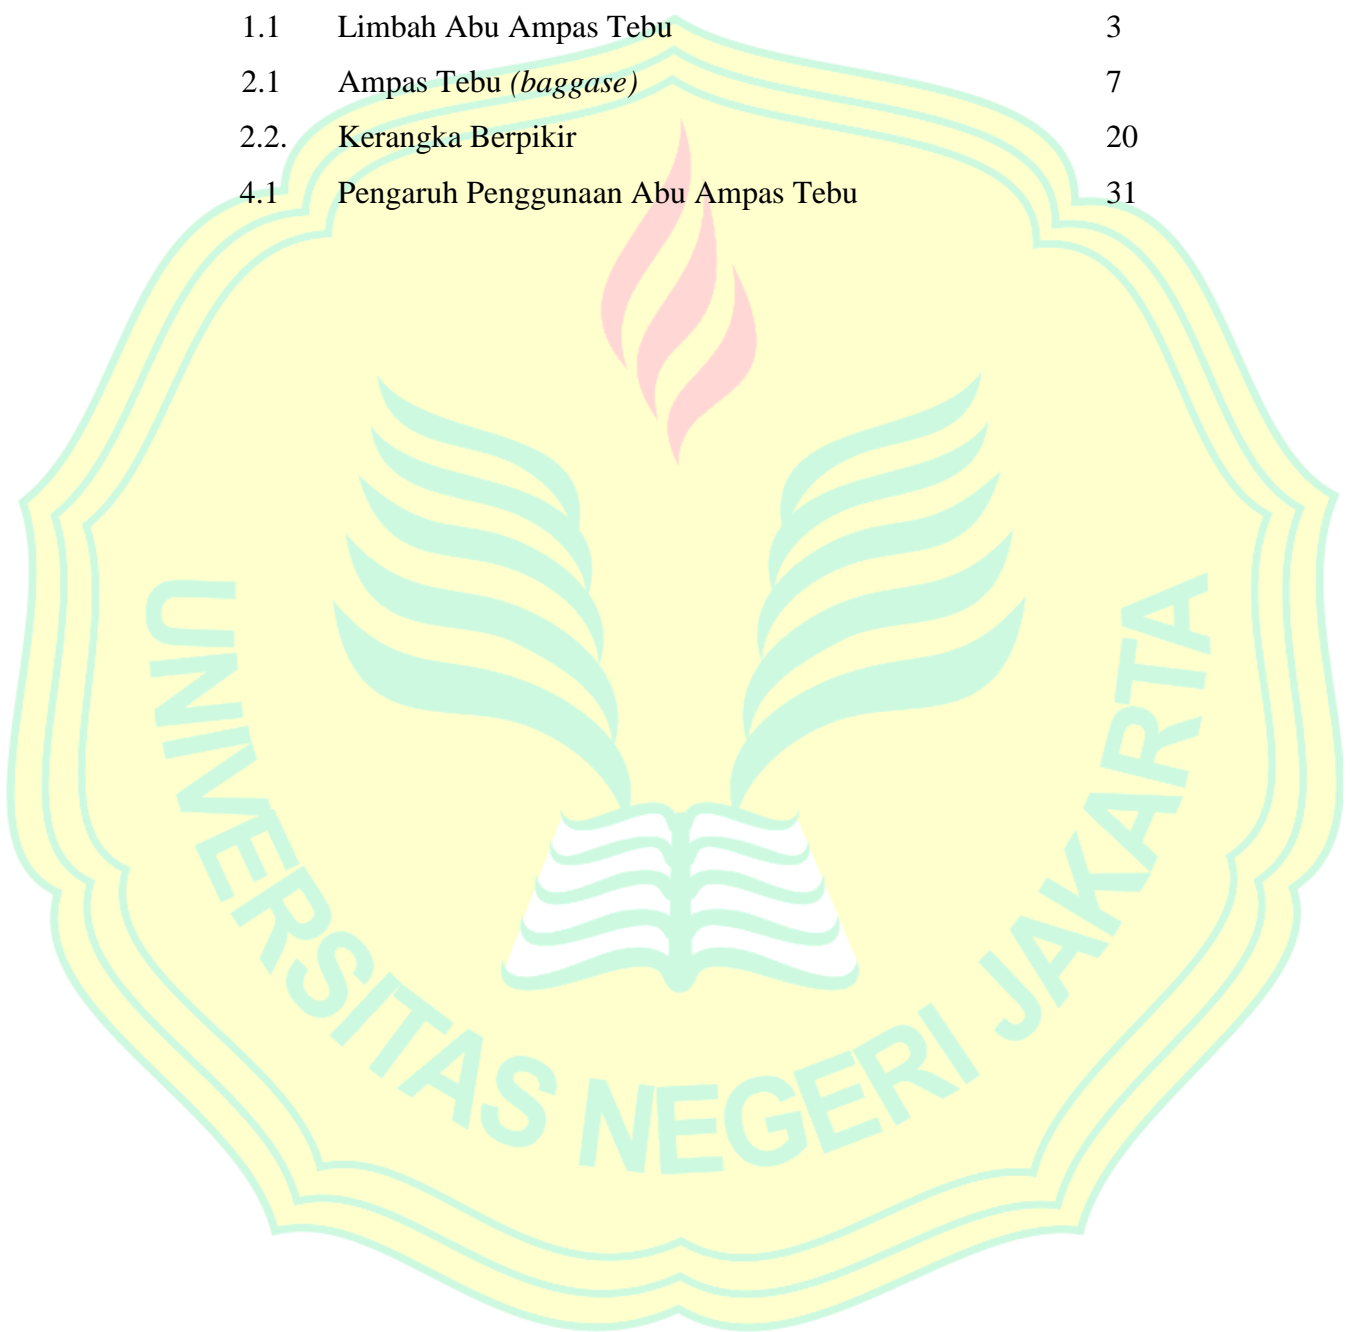 1.1 Limbah Abu Ampas Tebu 3
2.1 Ampas Tebu (baggase) 7
2.2. Kerangka Berpikir 20
4.1 Pengaruh Penggunaan Abu Ampas Tebu 31
UNIVERSITAS NEGERI JAKARTA